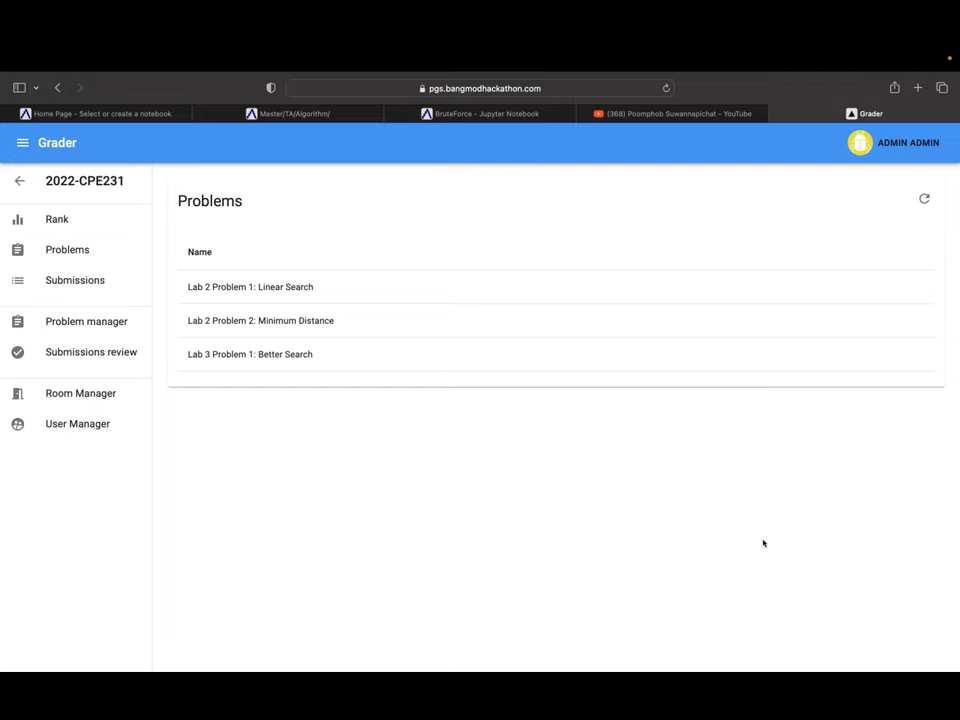 pgs.bangmodhackathon.com
Home Page - Select or create a notebook
Master/TA/Algorithm/
BruteForce - Jupyter Notebook
(368) Poomphob Suwannapichat - YouTube
Grader
Grader
ADMIN ADMIN
2022-CPE231
Rank
Problems
Submissions
Problem manager
Submissions review
Room Manager
User Manager
Problems
Name
Lab 2 Problem 1: Linear Search
Lab 2 Problem 2: Minimum Distance
Lab 3 Problem 1: Better Search